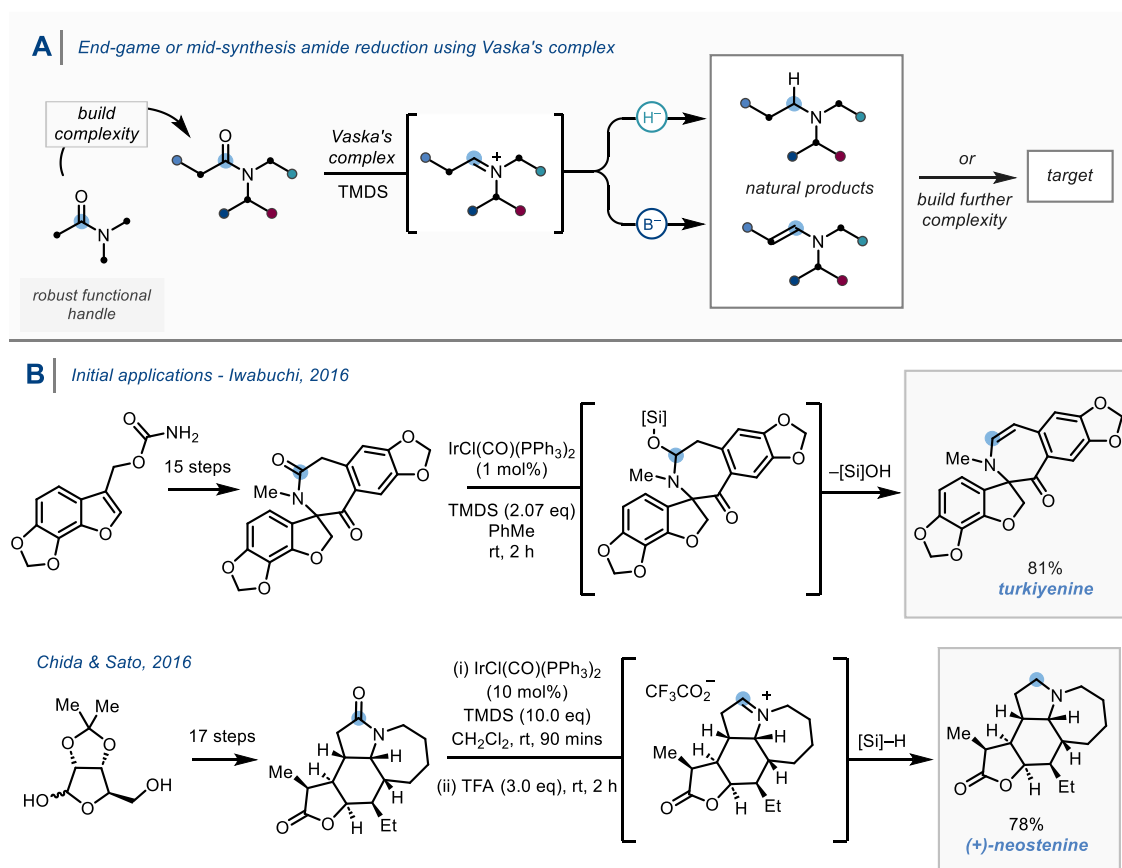 A
End-game or mid-synthesis amide reduction using Vaska's complex
build
complexity
O
N
robust functional
handle
O
N
Vaska's
complex
TMDS
+
N
H⁻
B⁻
H
N
natural products
N
or
build further
complexity
target
B
Initial applications - Iwabuchi, 2016
O
NH₂
O
O
O
O
15 steps
O
Me
N
O
O
O
O
O
O
IrCl(CO)(PPh₃)₂
(1 mol%)
TMDS (2.07 eq)
PhMe
rt, 2 h
[Si]
O
Me
N
O
O
O
O
O
O
–[Si]OH
Me
N
O
O
O
O
O
O
81%
turkiyenine
Chida & Sato, 2016
Me
Me
O
O
HO
O
OH
17 steps
O
N
H
H
Me
H
H
O
O
H
Et
(i) IrCl(CO)(PPh₃)₂
(10 mol%)
TMDS (10.0 eq)
CH₂Cl₂, rt, 90 mins
(ii) TFA (3.0 eq), rt, 2 h
CF₃CO₂⁻
+
N
H
H
Me
H
H
O
O
H
Et
[Si]–H
N
H
H
Me
H
H
O
O
H
Et
78%
(+)-neostenine